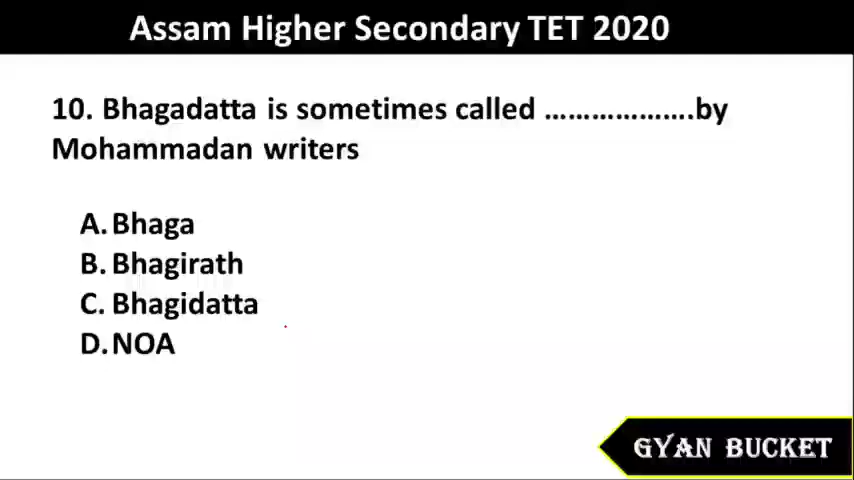 Assam Higher Secondary TET 2020
10. Bhagadatta is sometimes called ……………….by
Mohammadan writers
A. Bhaga
B. Bhagirath
C. Bhagidatta
D. NOA
GYAN BUCKET